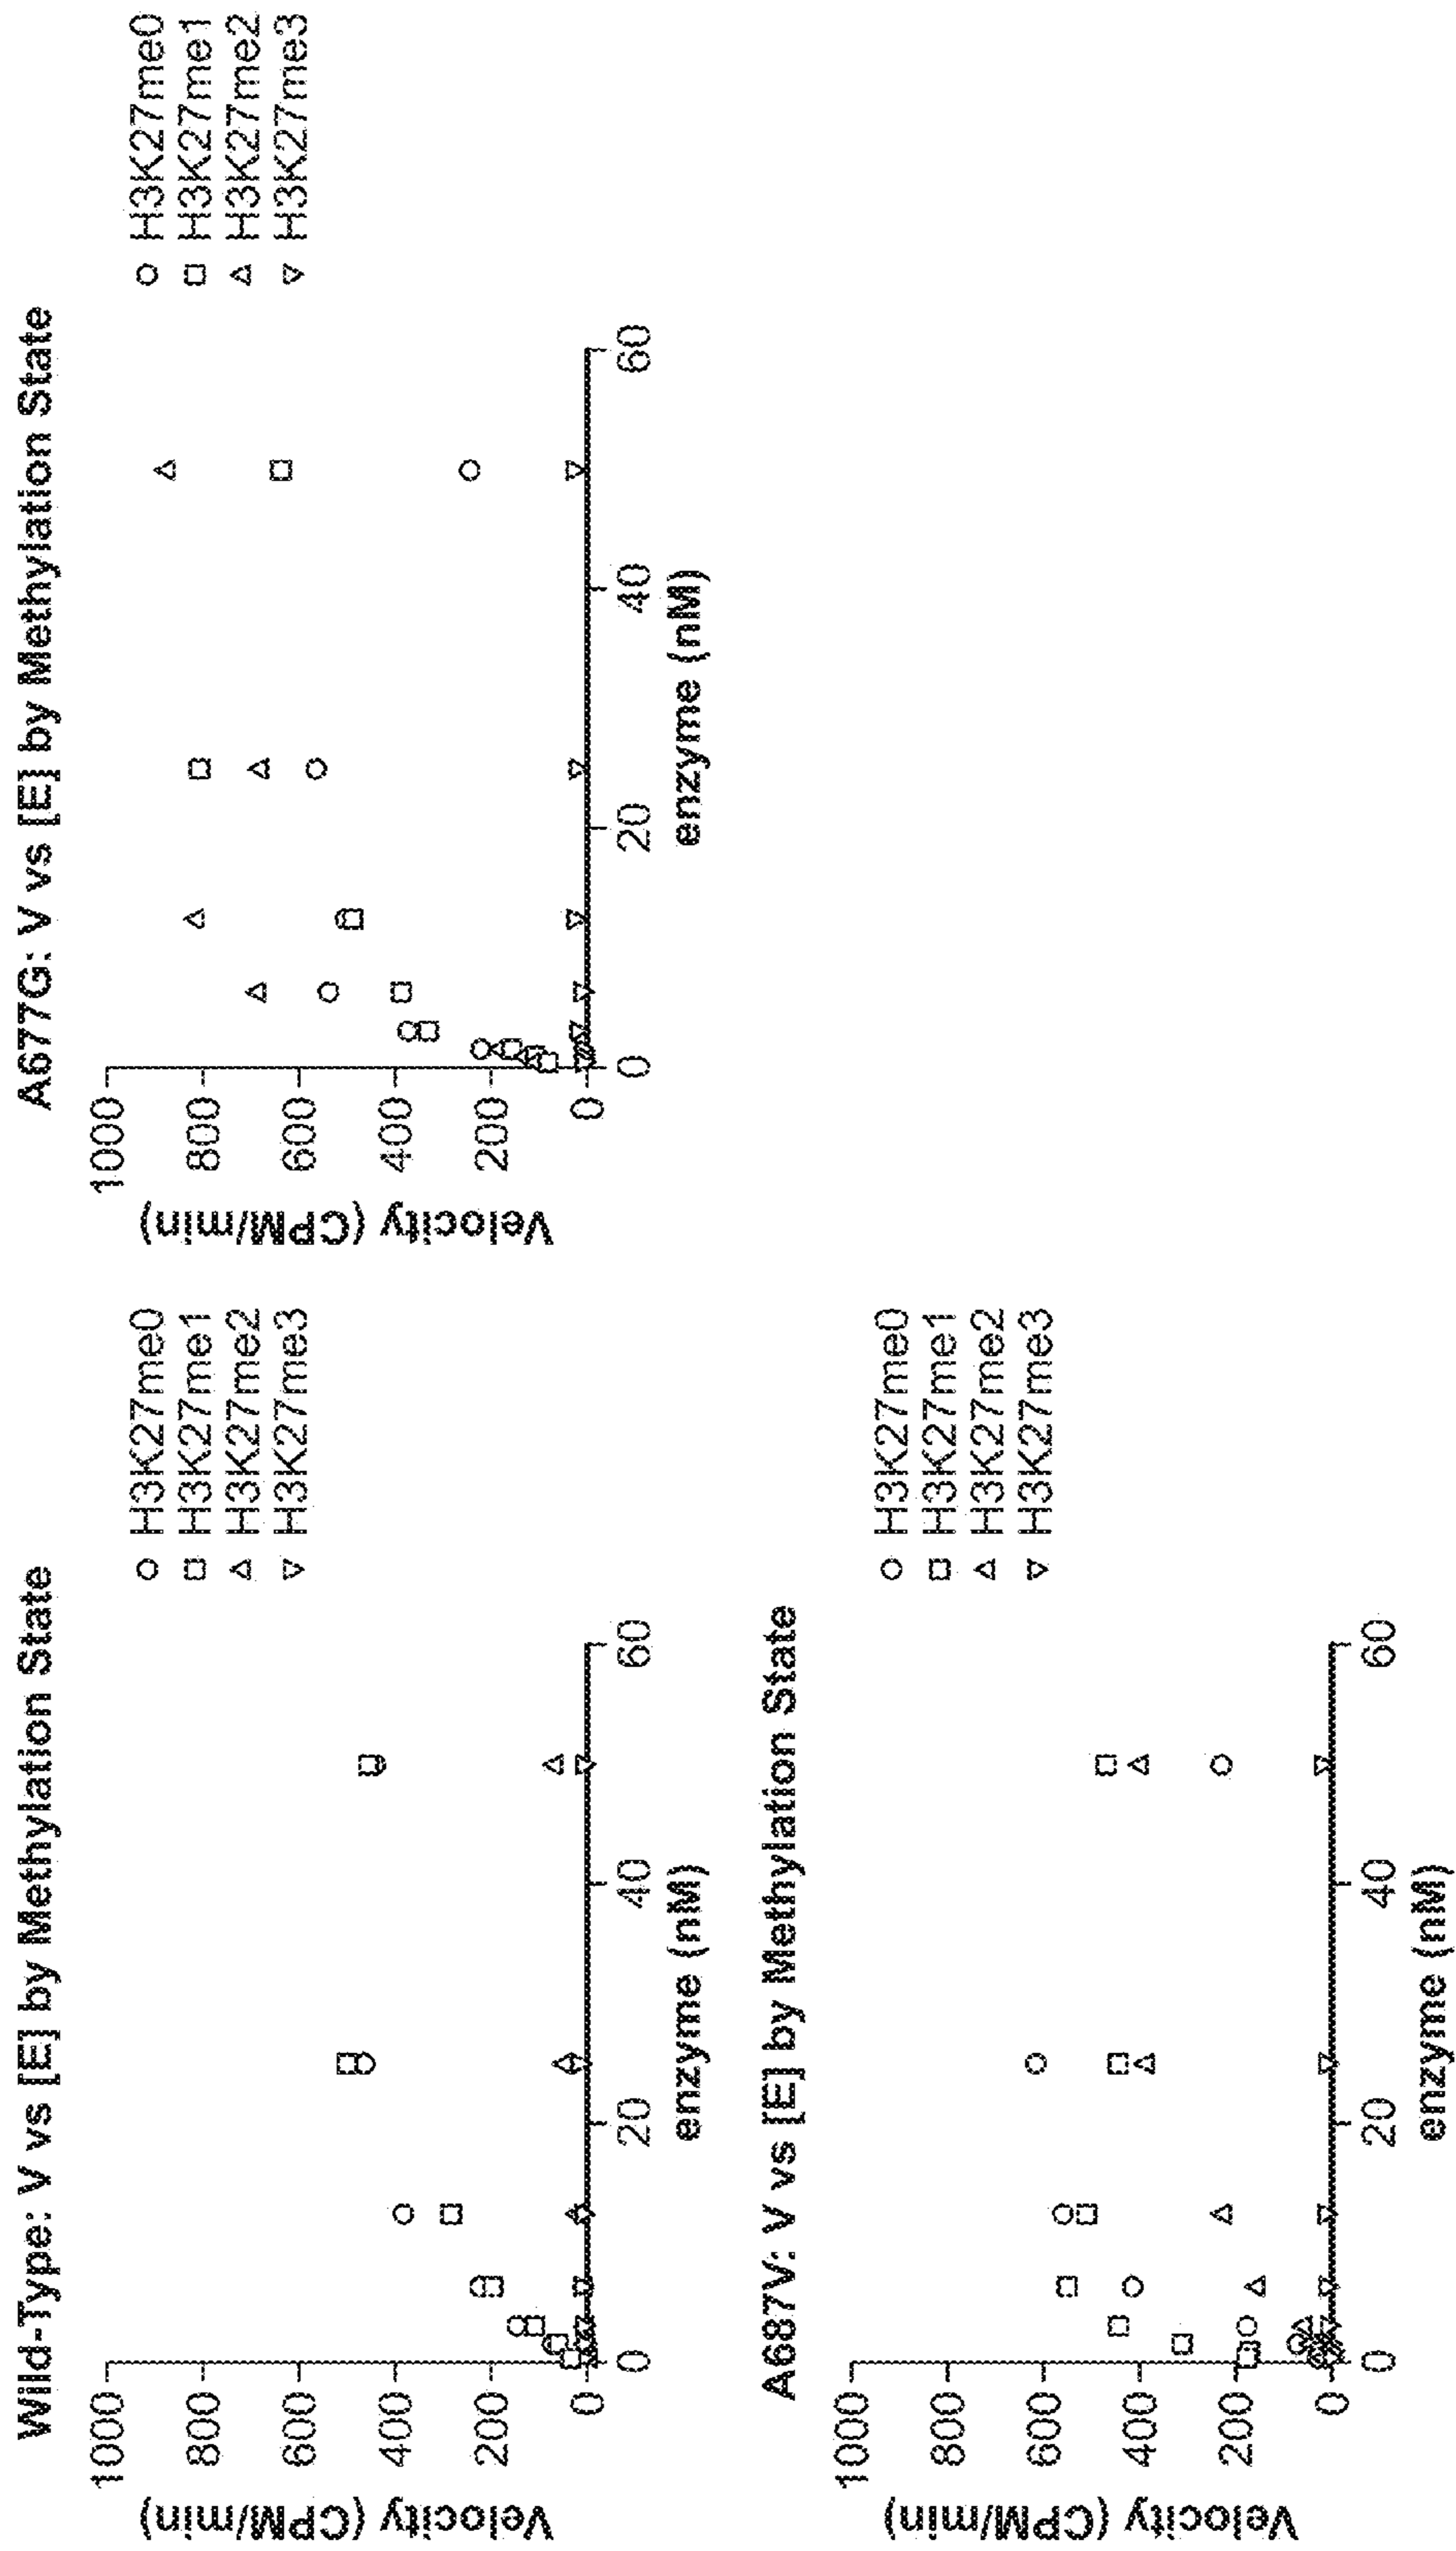 Wild-Type: V vs [E] by Methylation State
Velocity (CPM/min)
1000
800
600
400
200
0
0
20
40
60
enzyme (nM)
H3K27me0
H3K27me1
H3K27me2
H3K27me3
A677G: V vs [E] by Methylation State
Velocity (CPM/min)
1000
800
600
400
200
0
0
20
40
60
enzyme (nM)
H3K27me0
H3K27me1
H3K27me2
H3K27me3
A687V: V vs [E] by Methylation State
Velocity (CPM/min)
1000
800
600
400
200
0
0
20
40
60
enzyme (nM)
H3K27me0
H3K27me1
H3K27me2
H3K27me3